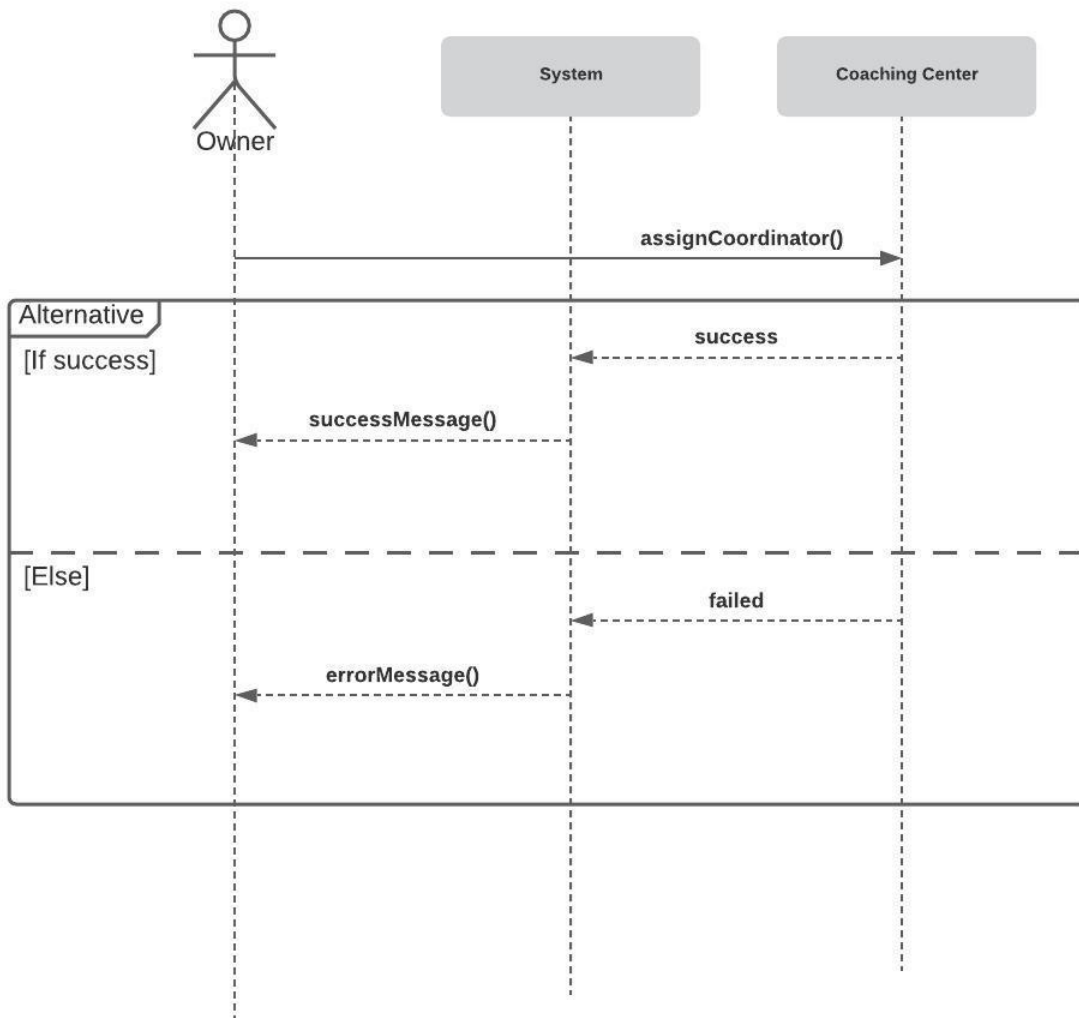 Owner
System
Coaching Center
assignCoordinator()
Alternative
[If success]
success
successMessage()
[Else]
failed
errorMessage()